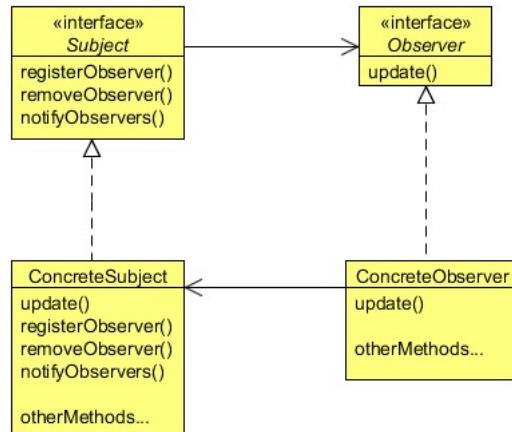 «interface»
Subject
registerObserver()
removeObserver()
notifyObservers()
«interface»
Observer
update()
ConcreteSubject
update()
registerObserver()
removeObserver()
notifyObservers()
otherMethods...
ConcreteObserver
update()
otherMethods...